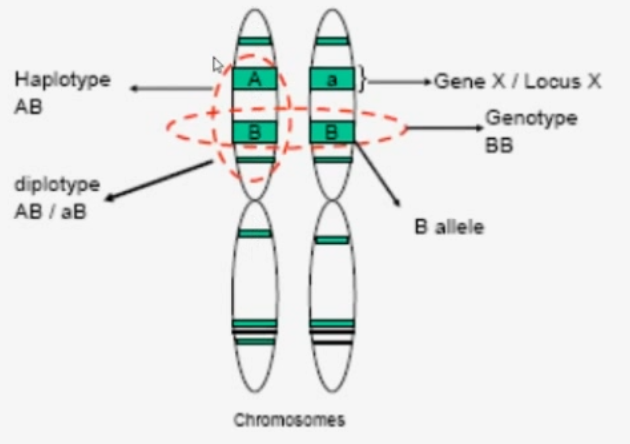 A
a
Gene X / Locus X
Haplotype
AB
B
B
Genotype
BB
diplotype
AB / aB
B allele
Chromosomes